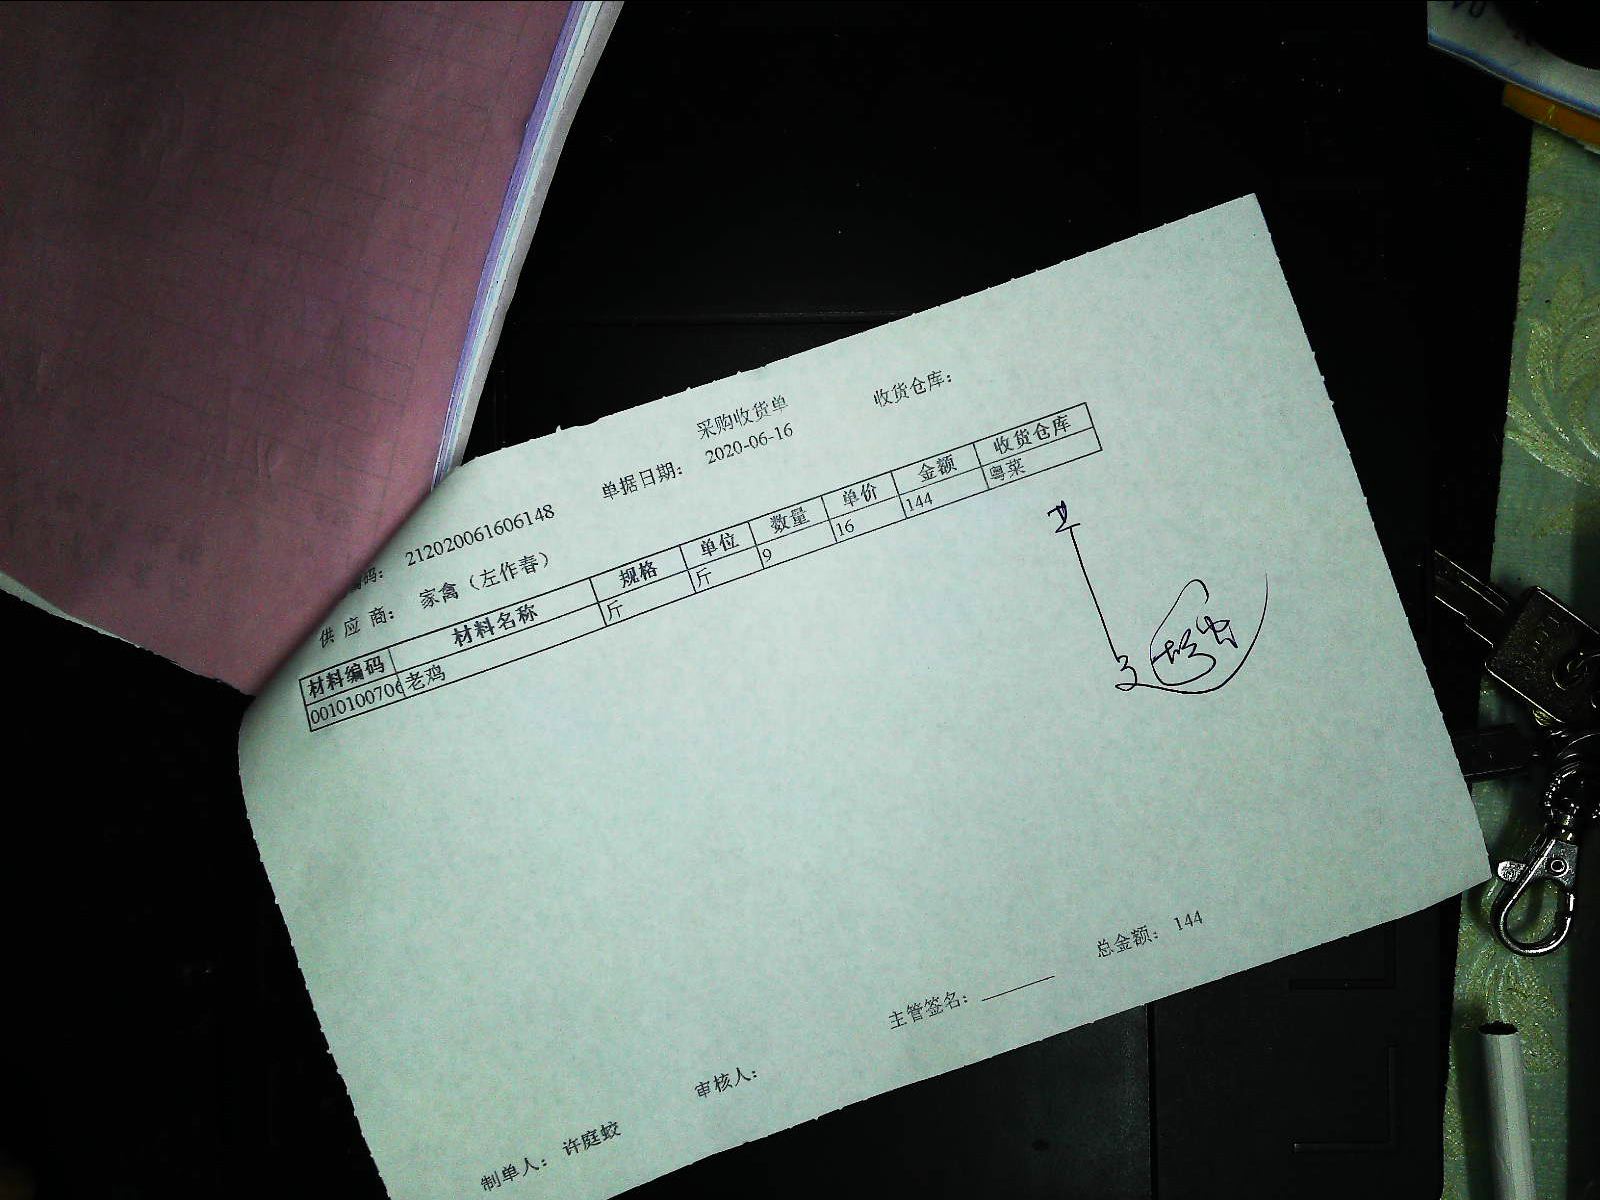 采购收货单
收货仓库：
编码： 212020061606148 单据日期： 2020-06-16
供 应 商： 家禽（左作春）
材料编码 材料名称 规格 单位 数量 单价 金额 收货仓库
0010100706 老鸡 斤 斤 9 16 144 粤菜
主管签名： 总金额： 144
制单人： 许庭蛟 审核人：